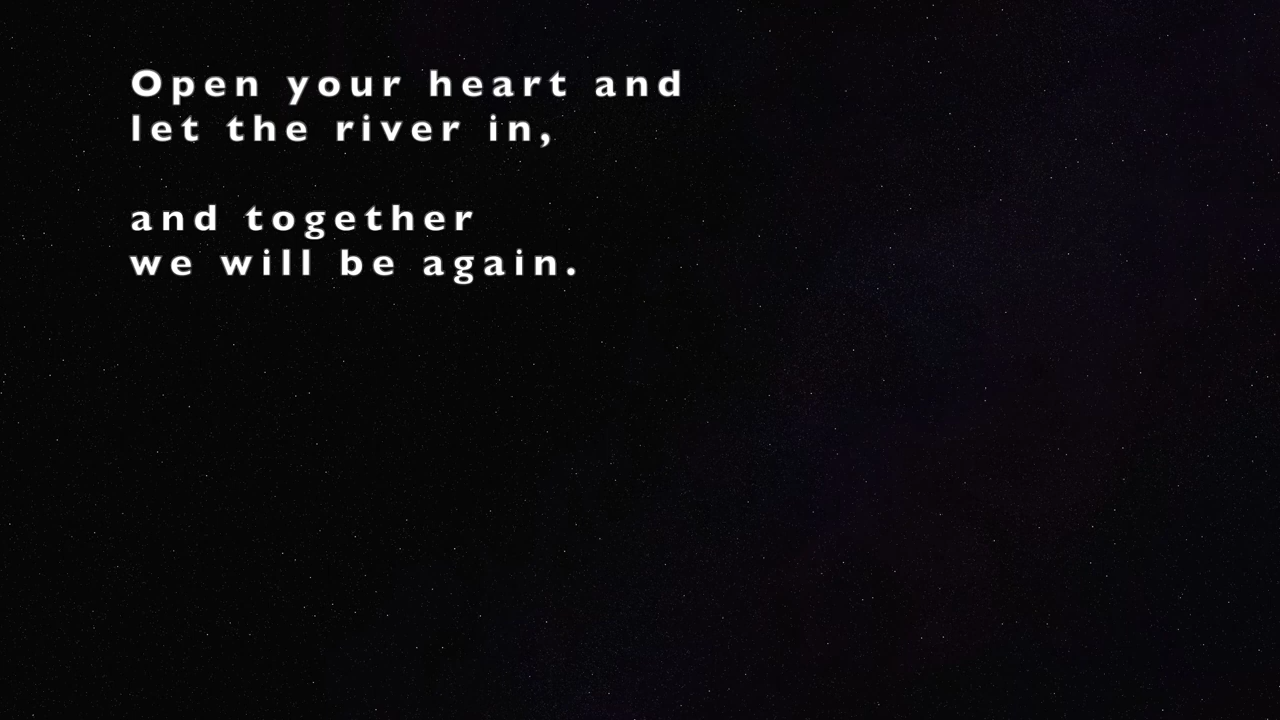 Open your heart and
let the river in,
and together
we will be again.